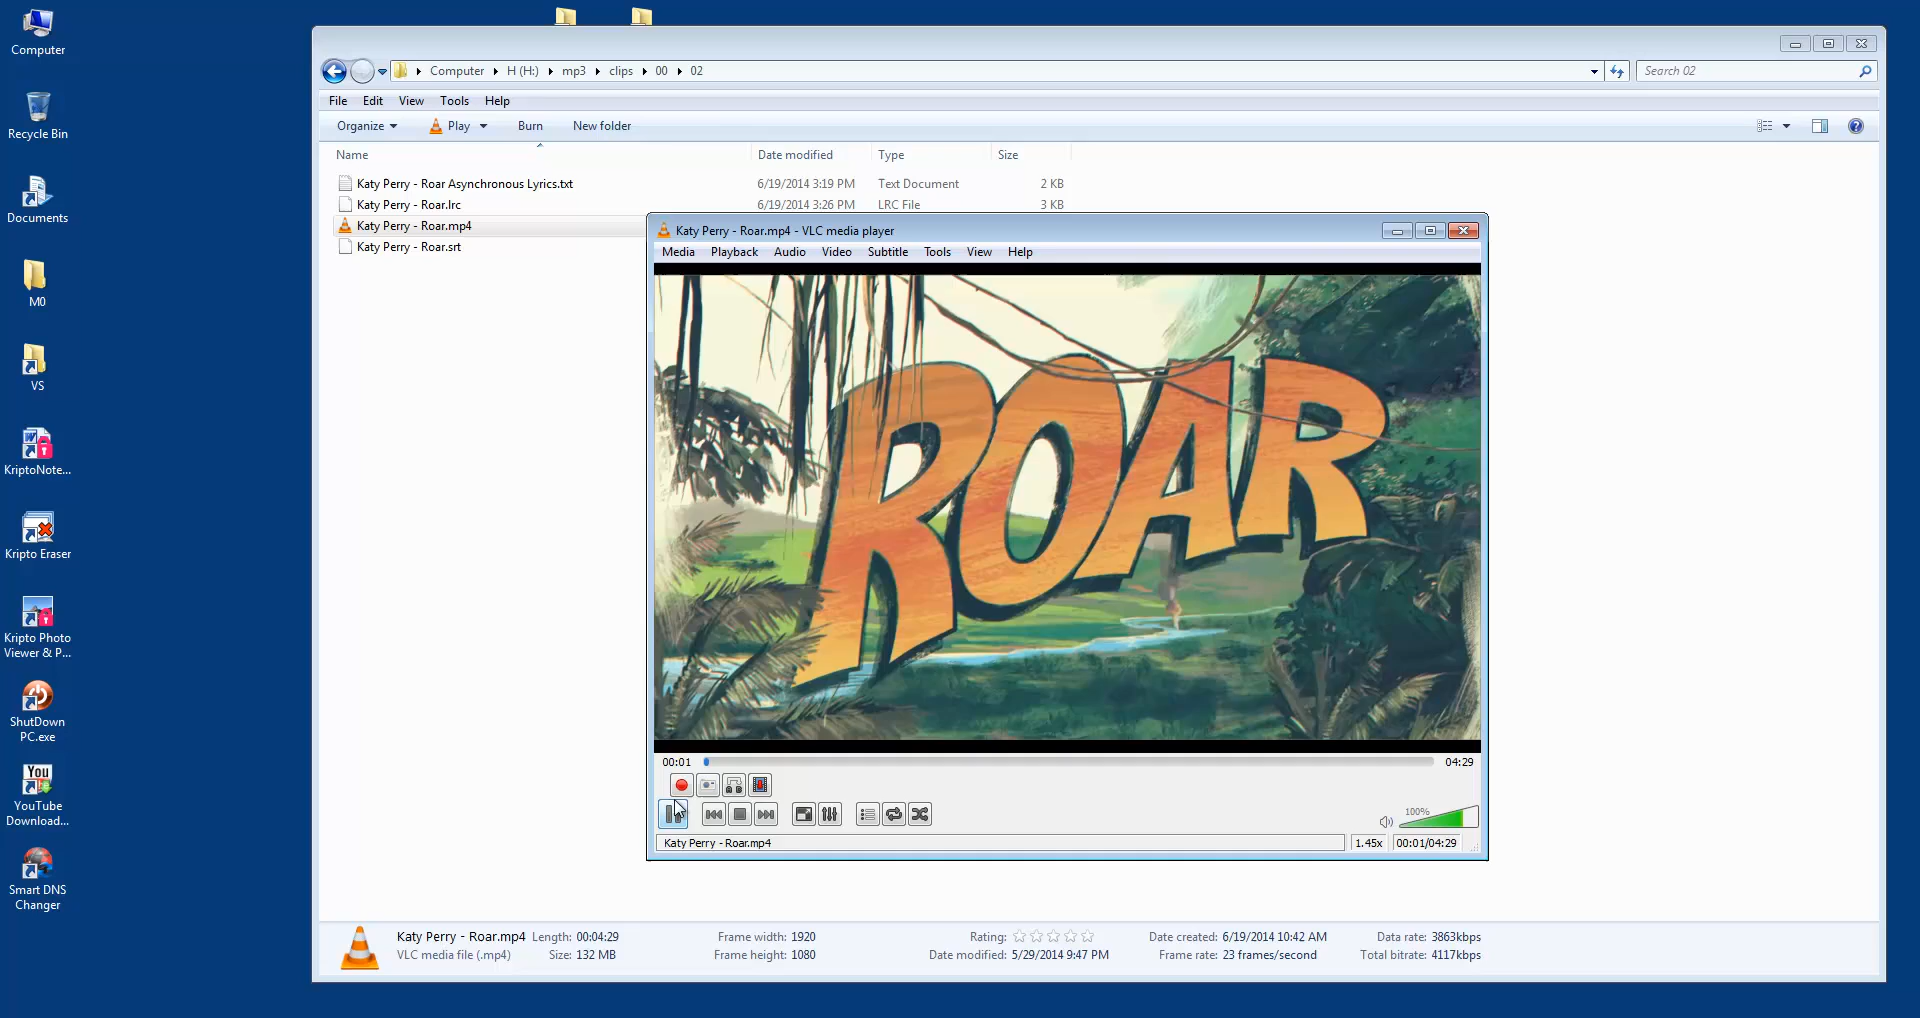 Computer
Recycle Bin
Documents
M0
VS
KriptoNote...
Kripto Eraser
Kripto Photo
Viewer & P...
ShutDown
PC.exe
You
YouTube
Download...
Smart DNS
Changer
Computer H (H:) mp3 clips 00 02
Search 02
File Edit View Tools Help
Organize Play Burn New folder
Name Date modified Type Size
Katy Perry - Roar Asynchronous Lyrics.txt 6/19/2014 3:19 PM Text Document 2 KB
Katy Perry - Roar.lrc 6/19/2014 3:26 PM LRC File 3 KB
Katy Perry - Roar.mp4
Katy Perry - Roar.srt
Katy Perry - Roar.mp4 - VLC media player
Media Playback Audio Video Subtitle Tools View Help
ROAR
00:01 04:29
100%
Katy Perry - Roar.mp4 1.45x 00:01/04:29
Katy Perry - Roar.mp4 Length: 00:04:29 Frame width: 1920 Rating: Date created: 6/19/2014 10:42 AM Data rate: 3863kbps
VLC media file (.mp4) Size: 132 MB Frame height: 1080 Date modified: 5/29/2014 9:47 PM Frame rate: 23 frames/second Total bitrate: 4117kbps